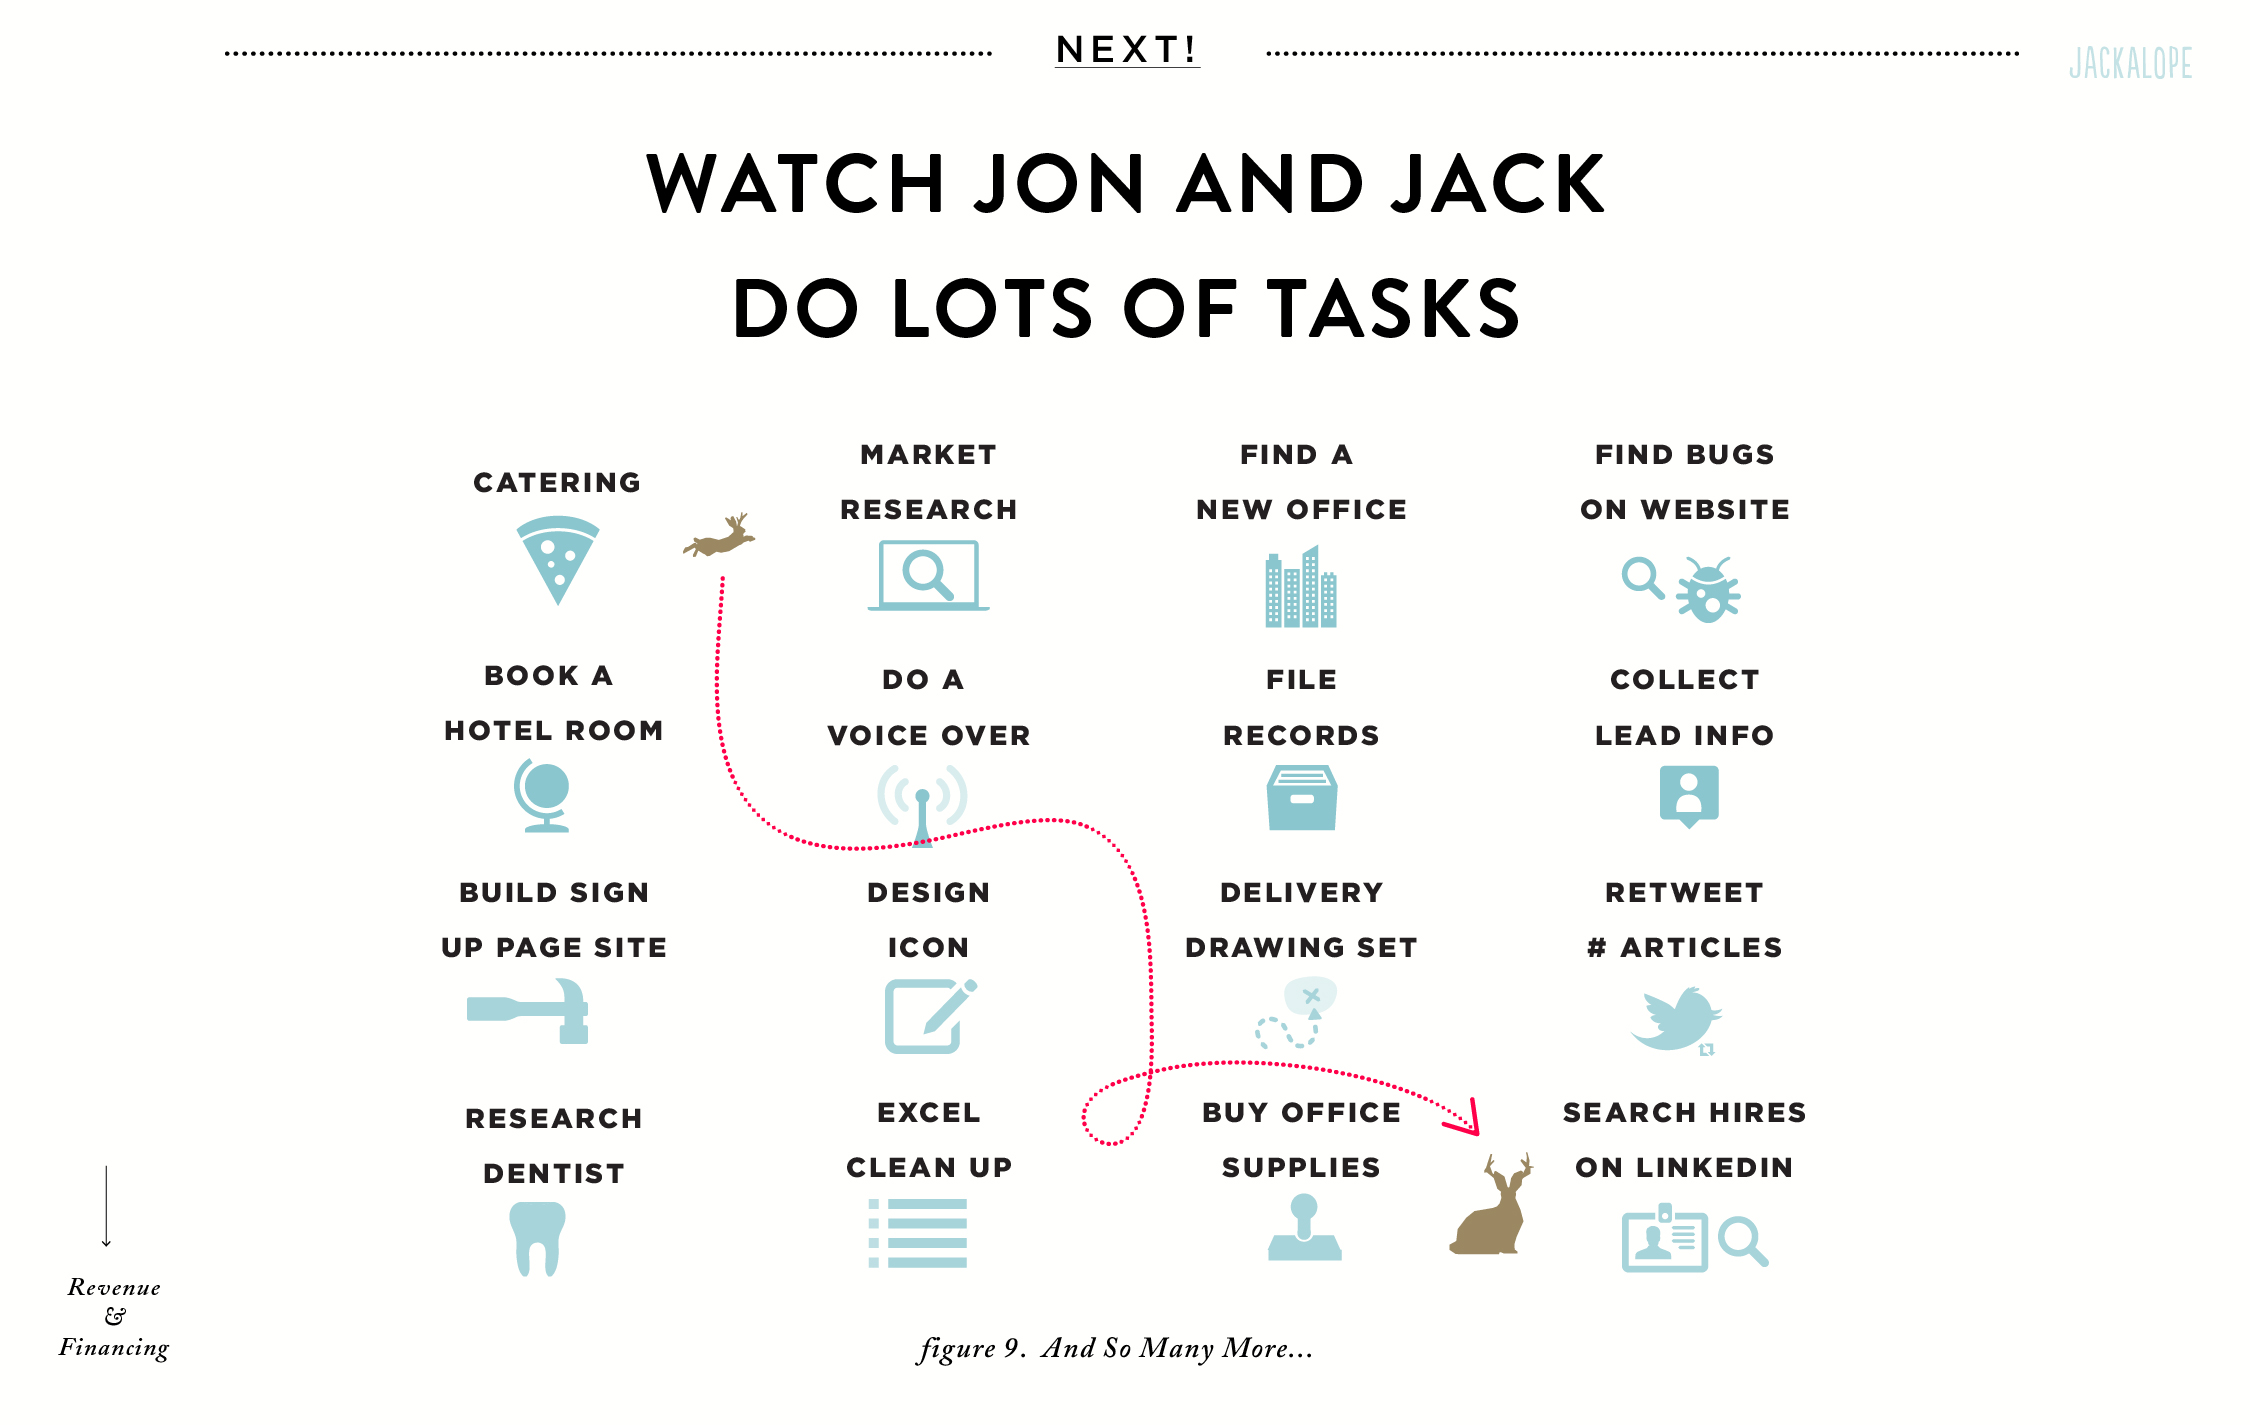 NEXT!
JACKALOPE
WATCH JON AND JACK
DO LOTS OF TASKS
CATERING
MARKET
RESEARCH
FIND A
NEW OFFICE
FIND BUGS
ON WEBSITE
BOOK A
HOTEL ROOM
DO A
VOICE OVER
FILE
RECORDS
COLLECT
LEAD INFO
BUILD SIGN
UP PAGE SITE
DESIGN
ICON
DELIVERY
DRAWING SET
RETWEET
# ARTICLES
RESEARCH
DENTIST
EXCEL
CLEAN UP
BUY OFFICE
SUPPLIES
SEARCH HIRES
ON LINKEDIN
Revenue
&
Financing
figure 9. And So Many More...